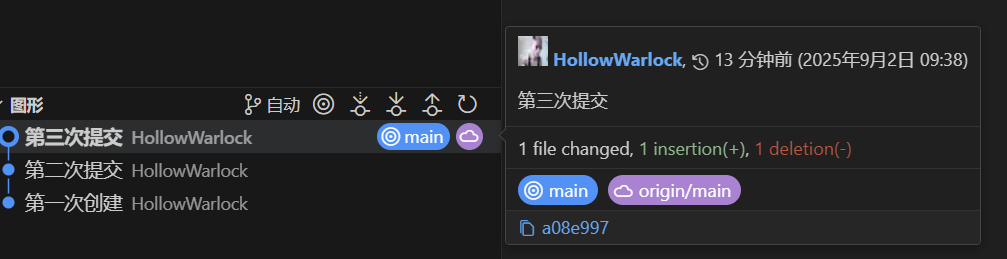 图形
自动
第三次提交 HollowWarlock
main
第二次提交 HollowWarlock
第一次创建 HollowWarlock
HollowWarlock, 13 分钟前 (2025年9月2日 09:38)
第三次提交
1 file changed, 1 insertion(+), 1 deletion(-)
main
origin/main
a08e997